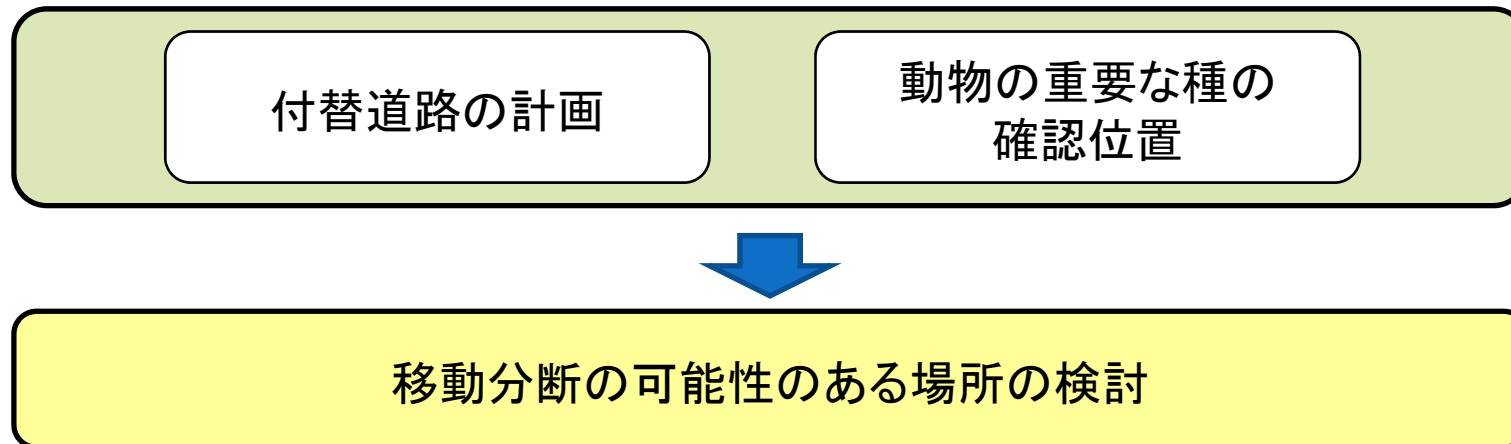 付替道路の計画
動物の重要な種の
確認位置
移動分断の可能性のある場所の検討